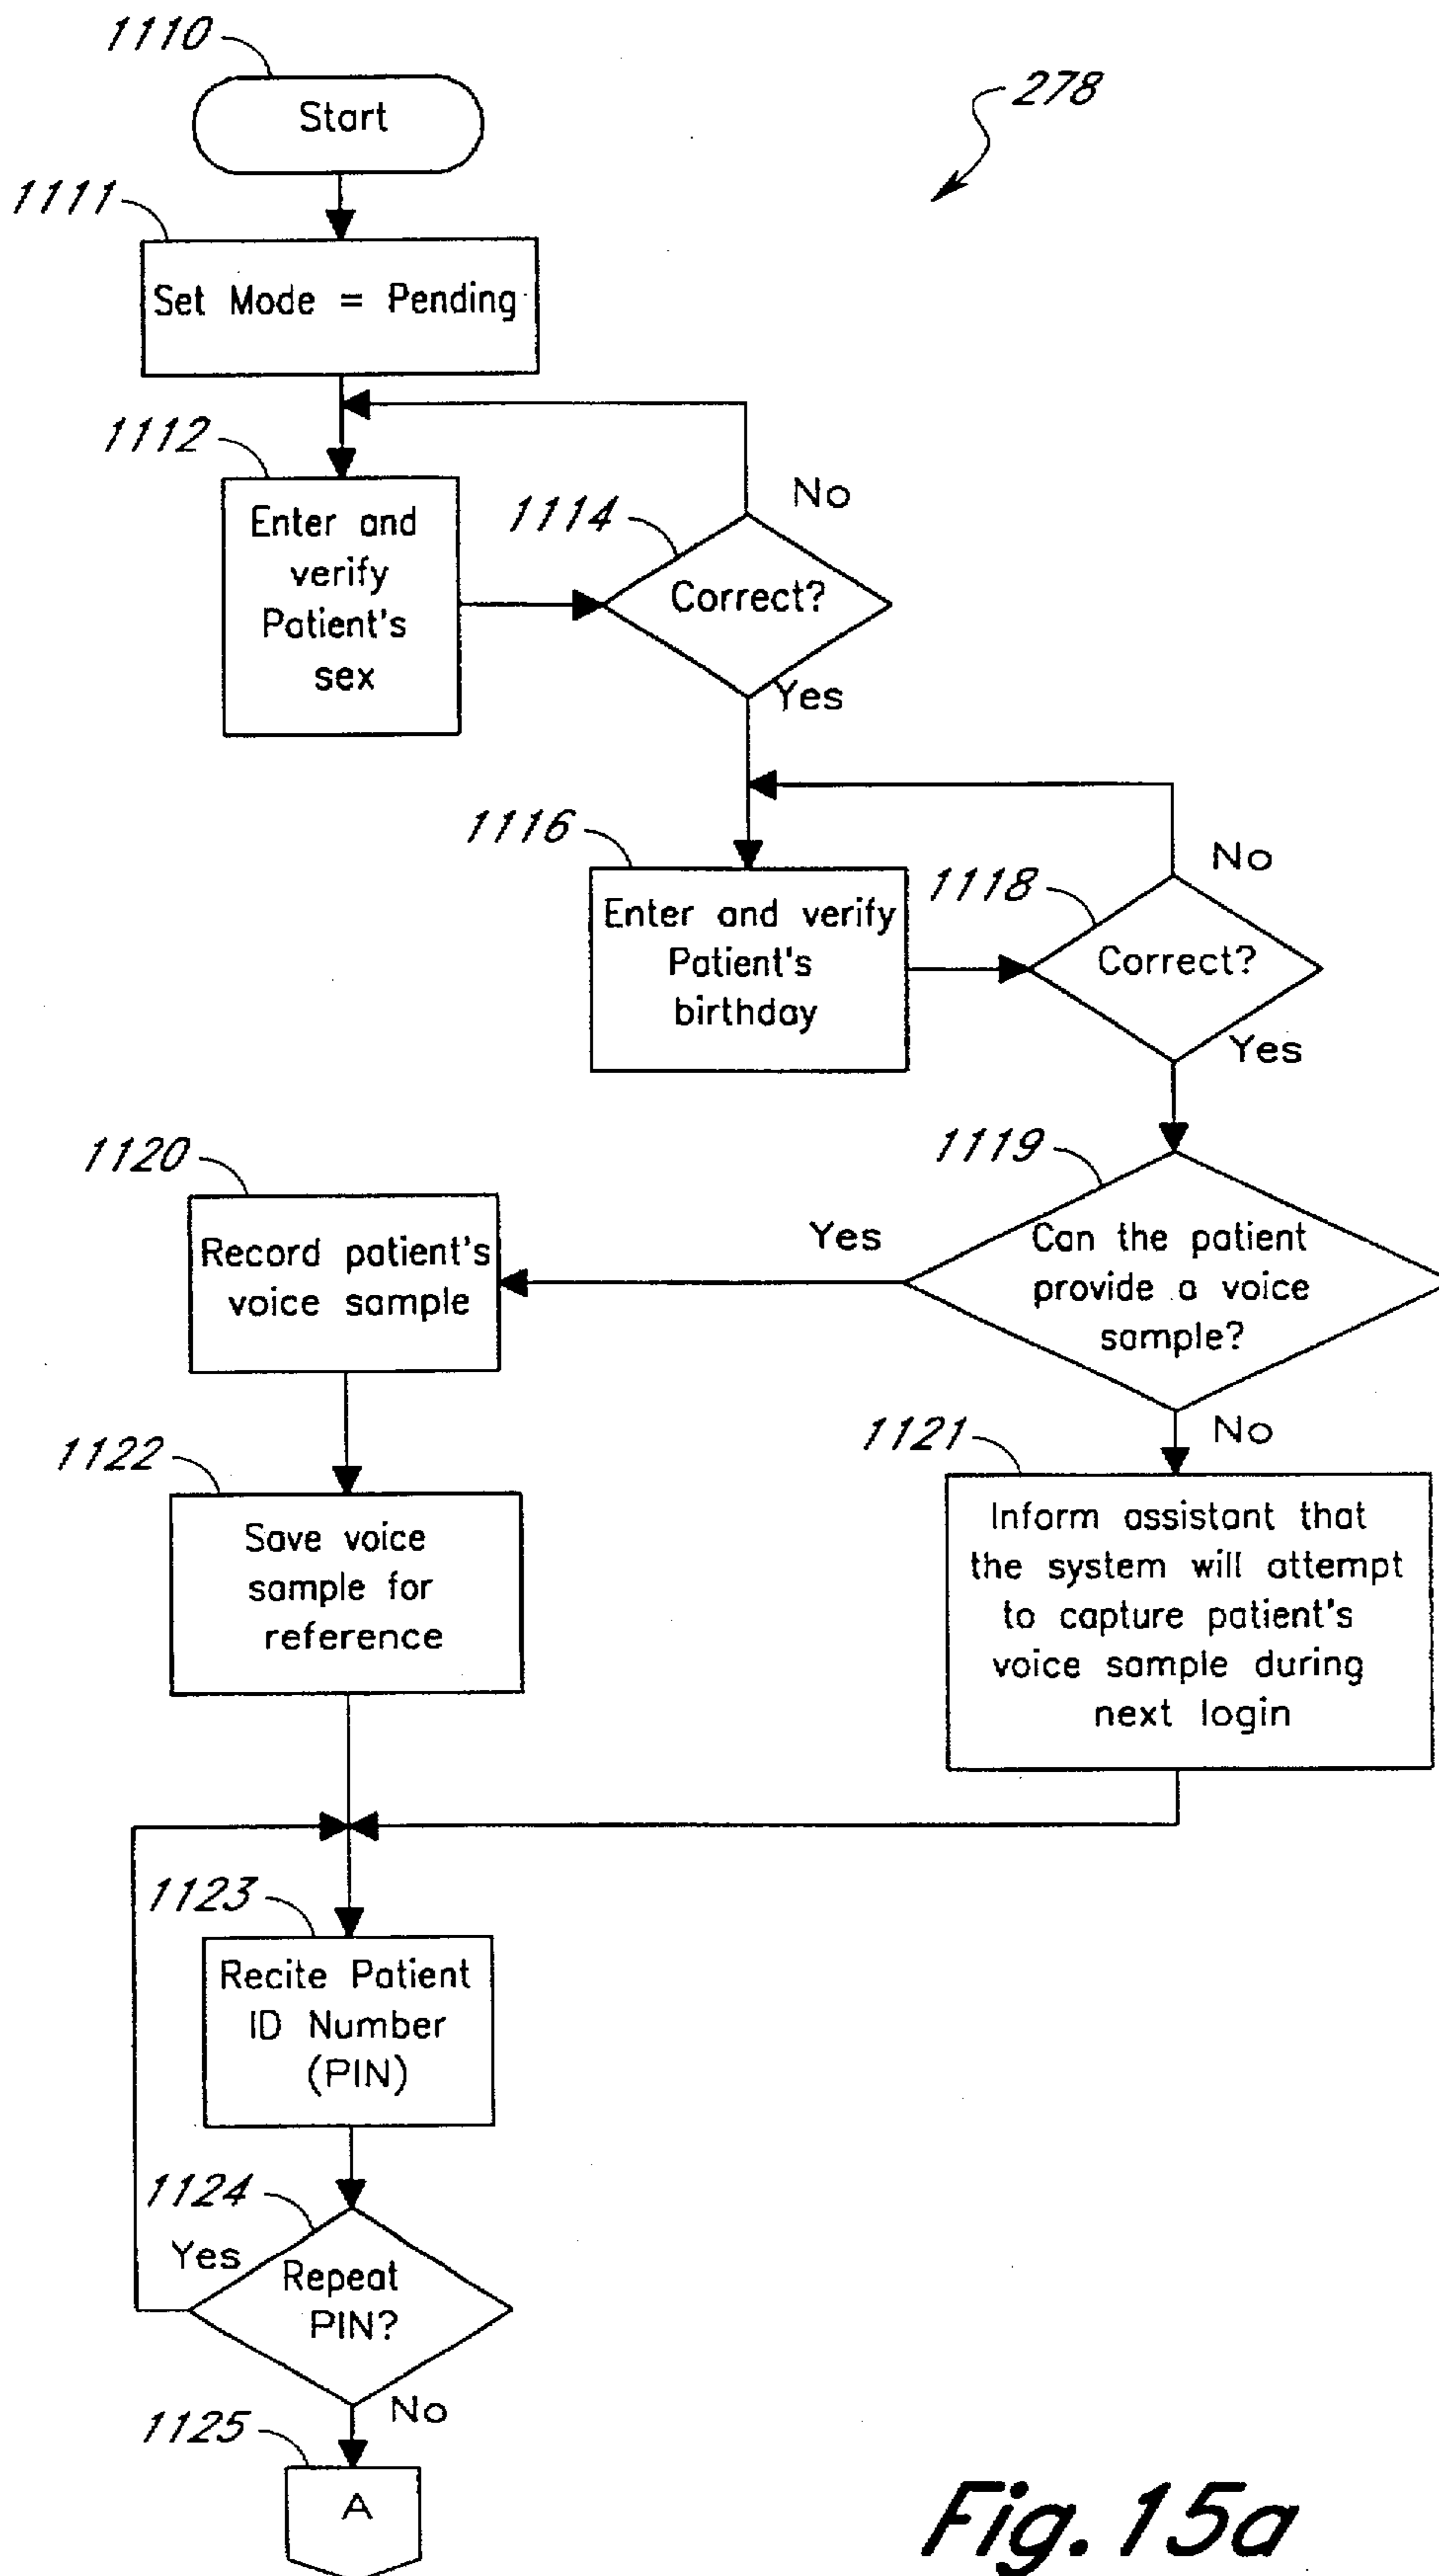 1110
Start
278
1111
Set Mode = Pending
1112
Enter and
verify
Patient's
sex
1114
Correct?
No
Yes
1116
Enter and verify
Patient's
birthday
1118
Correct?
No
Yes
1119
Can the patient
provide a voice
sample?
Yes
No
1120
Record patient's
voice sample
1122
Save voice
sample for
reference
1121
Inform assistant that
the system will attempt
to capture patient's
voice sample during
next login
1123
Recite Patient
ID Number
(PIN)
1124
Repeat
PIN?
Yes
No
1125
A
Fig. 15a